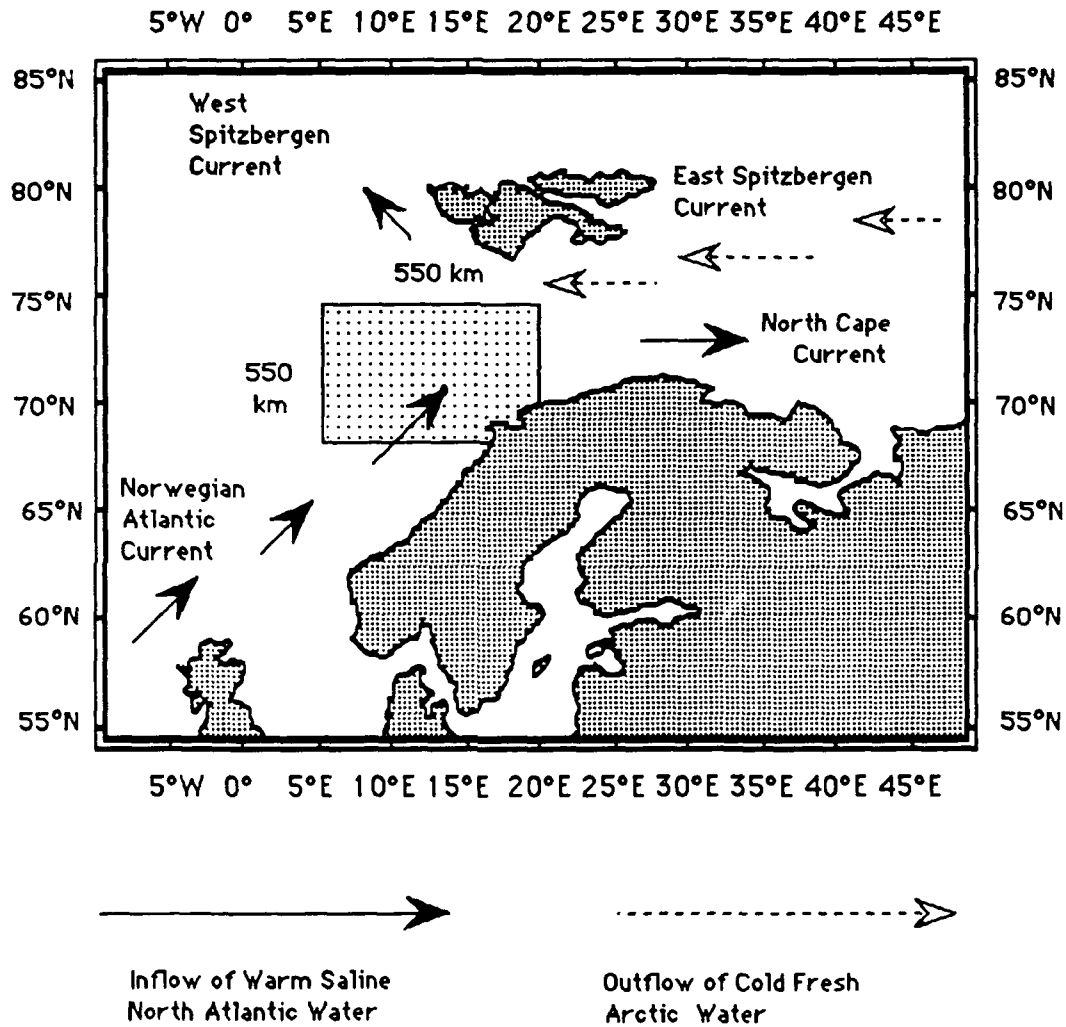 5°W 0° 5°E 10°E 15°E 20°E 25°E 30°E 35°E 40°E 45°E
85°N 85°N
West
Spitzbergen
Current
80°N 80°N
East Spitzbergen
Current
550 km
75°N 75°N
North Cape
Current
550
km
70°N 70°N
Norwegian
Atlantic
Current
65°N 65°N
60°N 60°N
55°N 55°N
5°W 0° 5°E 10°E 15°E 20°E 25°E 30°E 35°E 40°E 45°E
Inflow of Warm Saline
North Atlantic Water
Outflow of Cold Fresh
Arctic Water